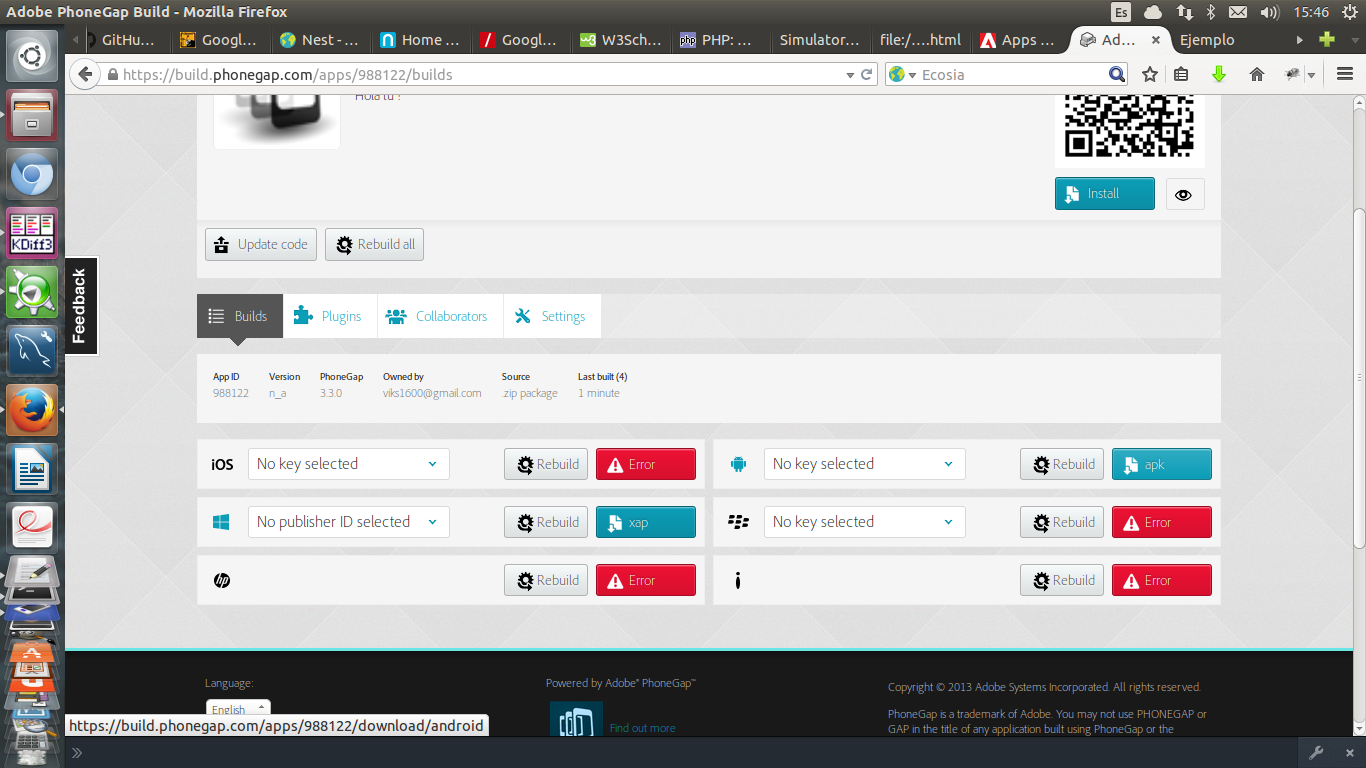 Adobe PhoneGap Build - Mozilla Firefox
Es
15:46
GitHu...
Googl...
Nest - ...
Home ...
Googl...
W3Sch...
PHP: ...
Simulator...
file:/....html
Apps ...
Ad...
Ejemplo
https://build.phonegap.com/apps/988122/builds
Ecosia
Hola tu !
Install
Update code
Rebuild all
Feedback
Builds
Plugins
Collaborators
Settings
App ID
988122
Version
n_a
PhoneGap
3.3.0
Owned by
viks1600@gmail.com
Source
.zip package
Last built (4)
1 minute
iOS
No key selected
Rebuild
Error
No key selected
Rebuild
apk
No publisher ID selected
Rebuild
xap
No key selected
Rebuild
Error
hp
Rebuild
Error
Rebuild
Error
KDiff3
Language:
English
Powered by Adobe® PhoneGap™
Find out more
Copyright © 2013 Adobe Systems Incorporated. All rights reserved.
PhoneGap is a trademark of Adobe. You may not use PHONEGAP or
GAP in the title of any application built using PhoneGap or the
https://build.phonegap.com/apps/988122/download/android